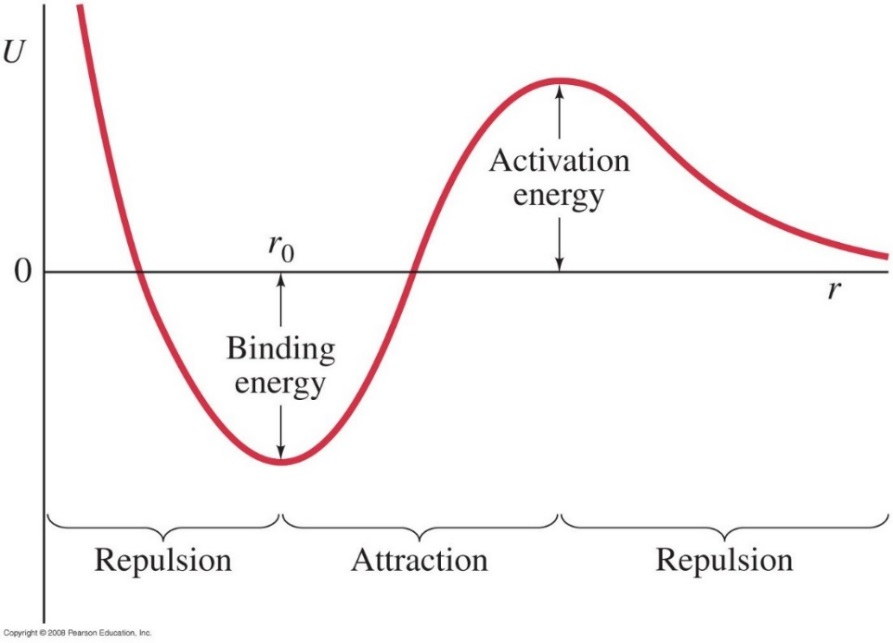 U
Activation
energy
r₀
0
r
Binding
energy
Repulsion
Attraction
Repulsion
Copyright © 2008 Pearson Education, Inc.